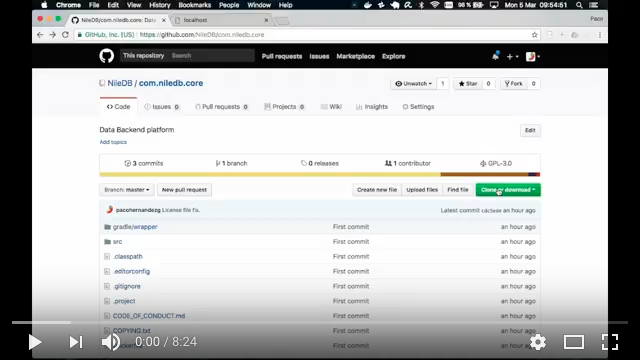 Chrome File Edit View History Bookmarks People Window Help 98 % Mon 5 Mar 09:54:51
NileDB/com.niledb.core: Data localhost Paco
GitHub, Inc. [US] https://github.com/NileDB/com.niledb.core
This repository Search Pull requests Issues Marketplace Explore
NileDB / com.niledb.core Unwatch 1 Star 0 Fork 0
Code Issues 0 Pull requests 0 Projects 0 Wiki Insights Settings
Data Backend platform Edit
Add topics
3 commits 1 branch 0 releases 1 contributor GPL-3.0
Branch: master New pull request Create new file Upload files Find file Clone or download
pacohernandezg License file fix. Latest commit an hour ago
gradle/wrapper First commit an hour ago
src First commit an hour ago
.classpath First commit an hour ago
.editorconfig First commit an hour ago
.gitignore First commit an hour ago
.project First commit an hour ago
CODE_OF_CONDUCT.md First commit an hour ago
COPYING.txt First commit an hour ago
0:00 / 8:24